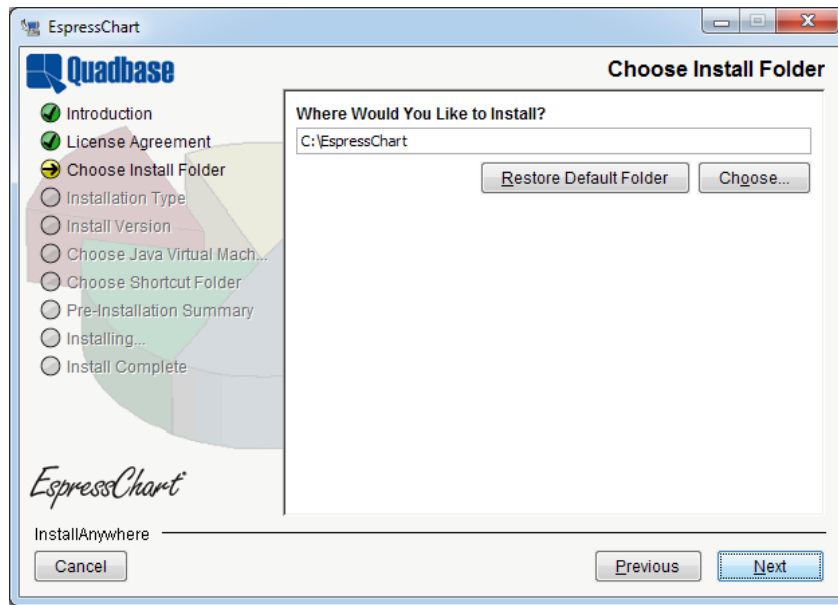 EspressChart
Quadbase
Choose Install Folder
Introduction
License Agreement
Choose Install Folder
Installation Type
Install Version
Choose Java Virtual Mach...
Choose Shortcut Folder
Pre-Installation Summary
Installing...
Install Complete
EspressChart
Where Would You Like to Install?
C:\EspressChart
Restore Default Folder
Choose...
InstallAnywhere
Cancel
Previous
Next